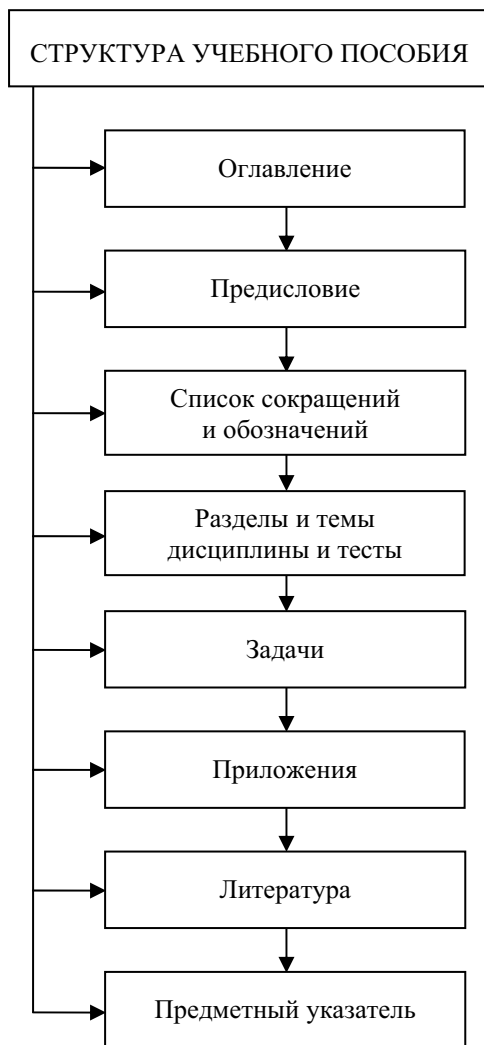 СТРУКТУРА УЧЕБНОГО ПОСОБИЯ
Оглавление
Предисловие
Список сокращений
и обозначений
Разделы и темы
дисциплины и тесты
Задачи
Приложения
Литература
Предметный указатель